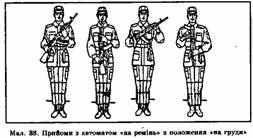 Мал. 38. Прийоми з автоматом «на ремінь» з положення «на груди»